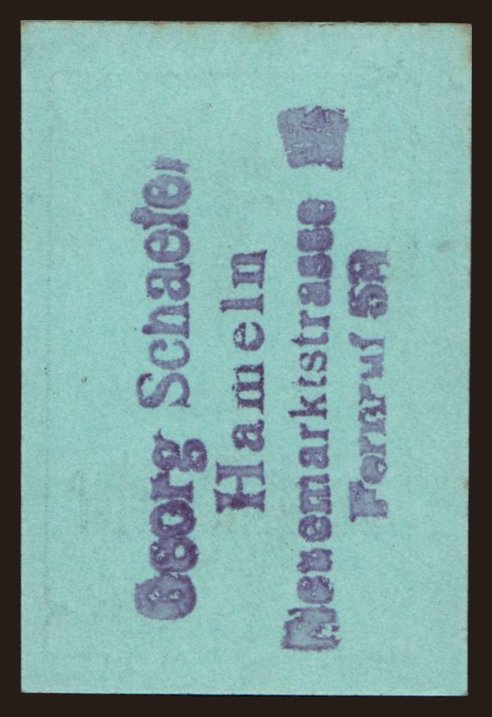 Georg Schaefer
Hameln
Neuemarktstrasse
Fernruf 59